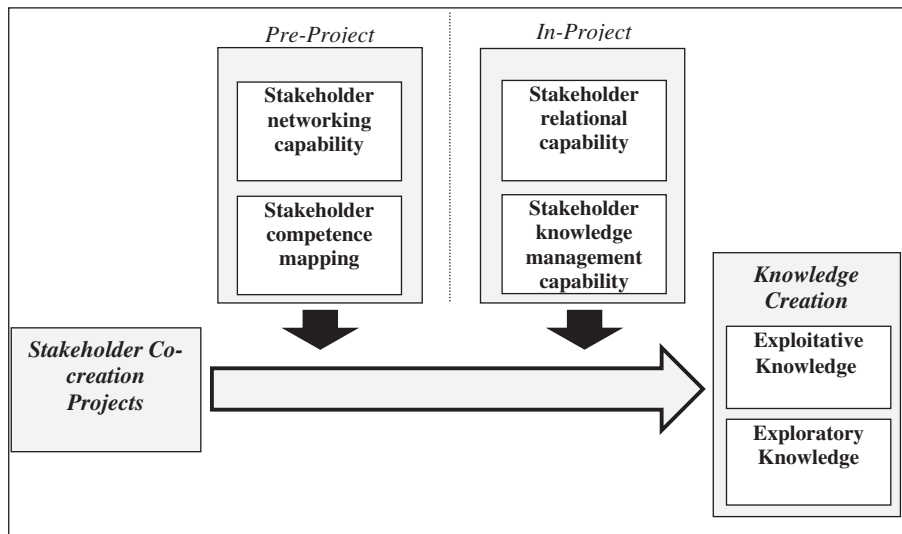 Pre-Project
In-Project
Stakeholder
networking
capability
Stakeholder
competence
mapping
Stakeholder
relational
capability
Stakeholder
knowledge
management
capability
Stakeholder Co-
creation
Projects
Knowledge
Creation
Exploitative
Knowledge
Exploratory
Knowledge